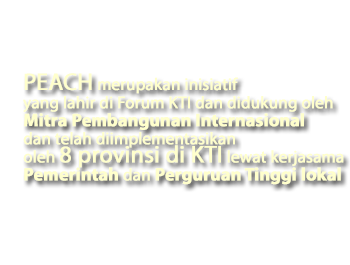 PEACH merupakan inisiatif
yang lahir di Forum KTI dan didukung oleh
Mitra Pembangunan Internasional
dan telah diimplementasikan
oleh 8 provinsi di KTI lewat kerjasama
Pemerintah dan Perguruan Tinggi lokal